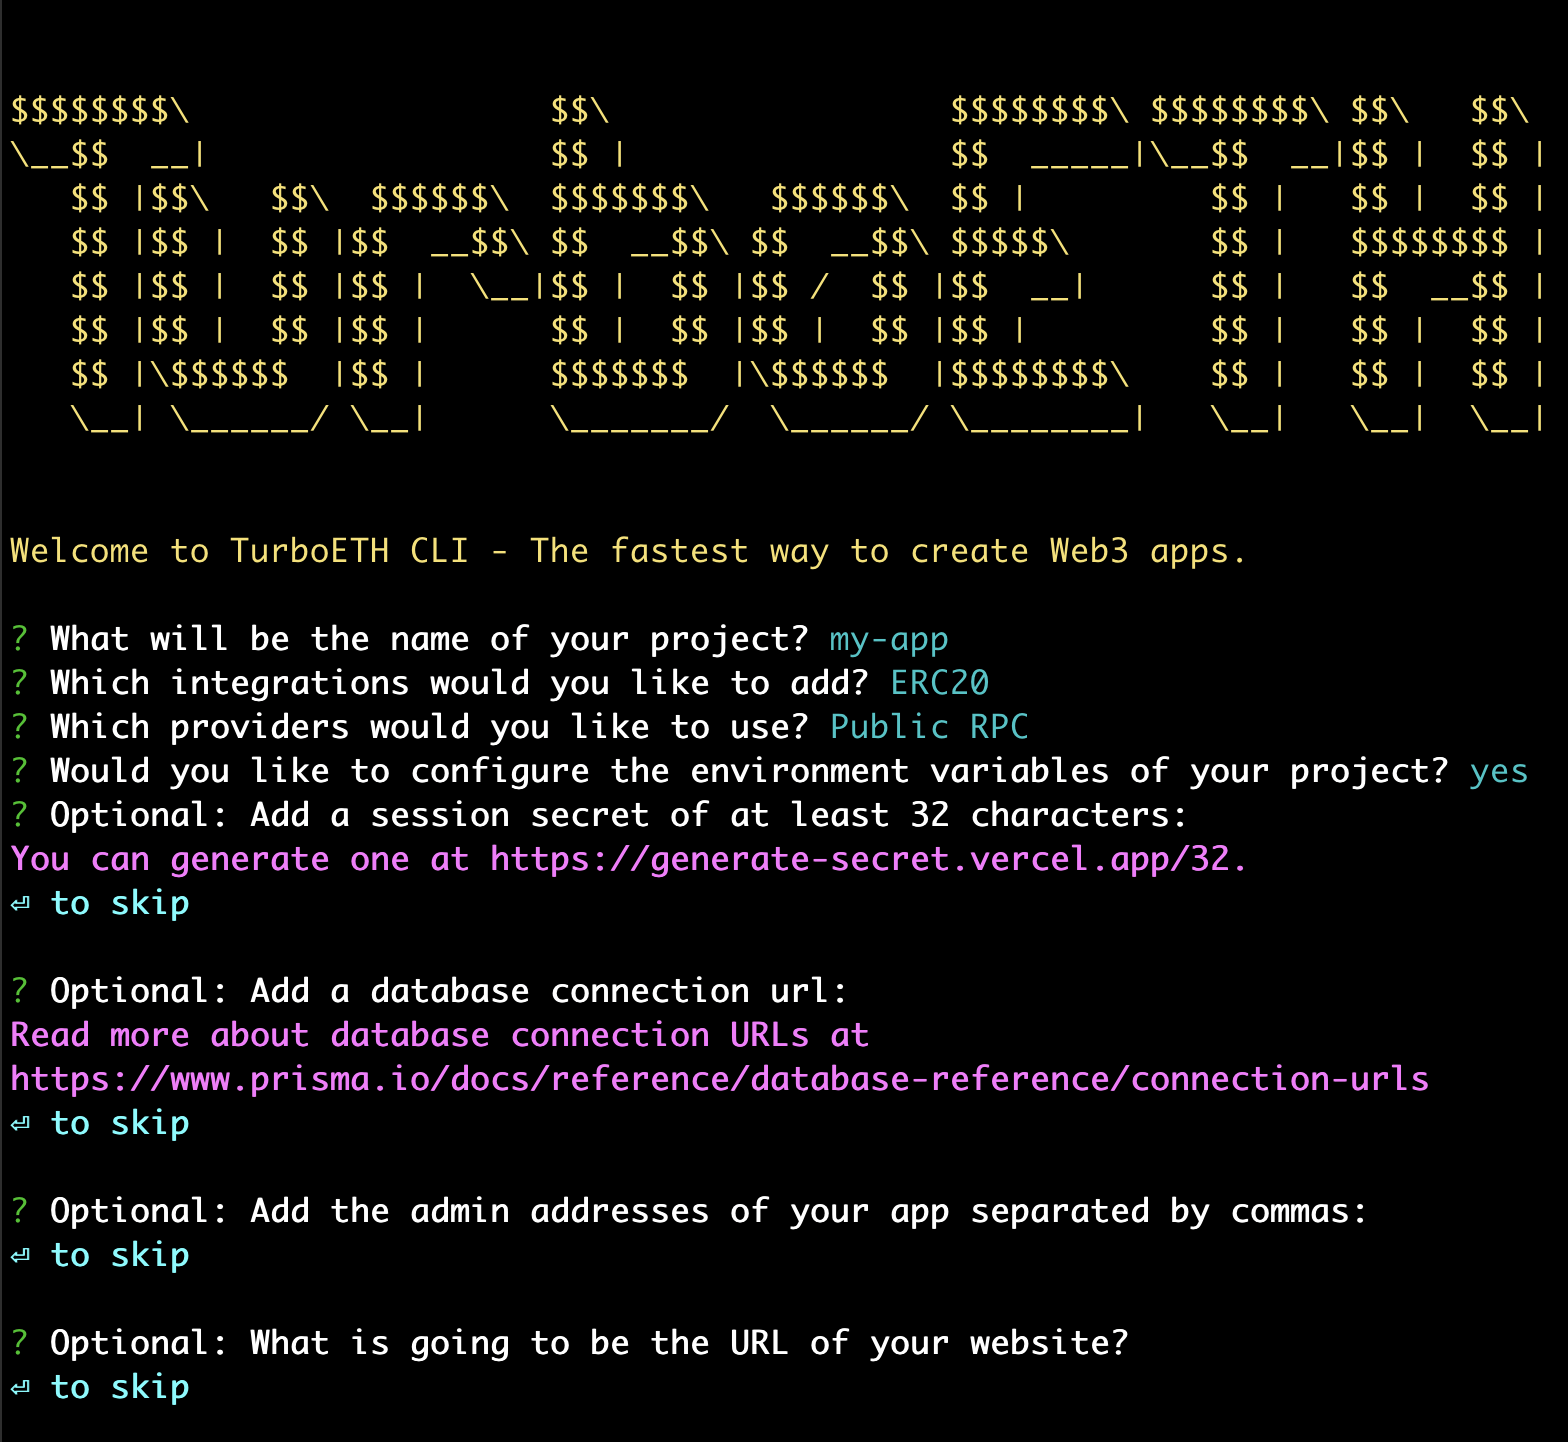 $$$$$$$$\                  $$\                 $$$$$$$$\ $$$$$$$$\ $$\   $$\
\__$$  __|                 $$ |                $$  _____|\__$$  __|$$ |  $$ |
   $$ |$$\   $$\  $$$$$$\  $$$$$$$\   $$$$$$\  $$ |         $$ |   $$ |  $$ |
   $$ |$$ |  $$ |$$  __$$\ $$  __$$\ $$  __$$\ $$$$$\       $$ |   $$$$$$$$ |
   $$ |$$ |  $$ |$$ |  \__|$$ |  $$ |$$ /  $$ |$$  __|      $$ |   $$  __$$ |
   $$ |$$ |  $$ |$$ |      $$ |  $$ |$$ |  $$ |$$ |         $$ |   $$ |  $$ |
   $$ |\$$$$$$  |$$ |      $$$$$$$  |\$$$$$$  |$$$$$$$$\    $$ |   $$ |  $$ |
   \__| \______/ \__|      \_______/  \______/ \________|   \__|   \__|  \__|
Welcome to TurboETH CLI - The fastest way to create Web3 apps.
? What will be the name of your project? my-app
? Which integrations would you like to add? ERC20
? Which providers would you like to use? Public RPC
? Would you like to configure the environment variables of your project? yes
? Optional: Add a session secret of at least 32 characters:
You can generate one at https://generate-secret.vercel.app/32.
⏎ to skip
? Optional: Add a database connection url:
Read more about database connection URLs at
https://www.prisma.io/docs/reference/database-reference/connection-urls
⏎ to skip
? Optional: Add the admin addresses of your app separated by commas:
⏎ to skip
? Optional: What is going to be the URL of your website?
⏎ to skip